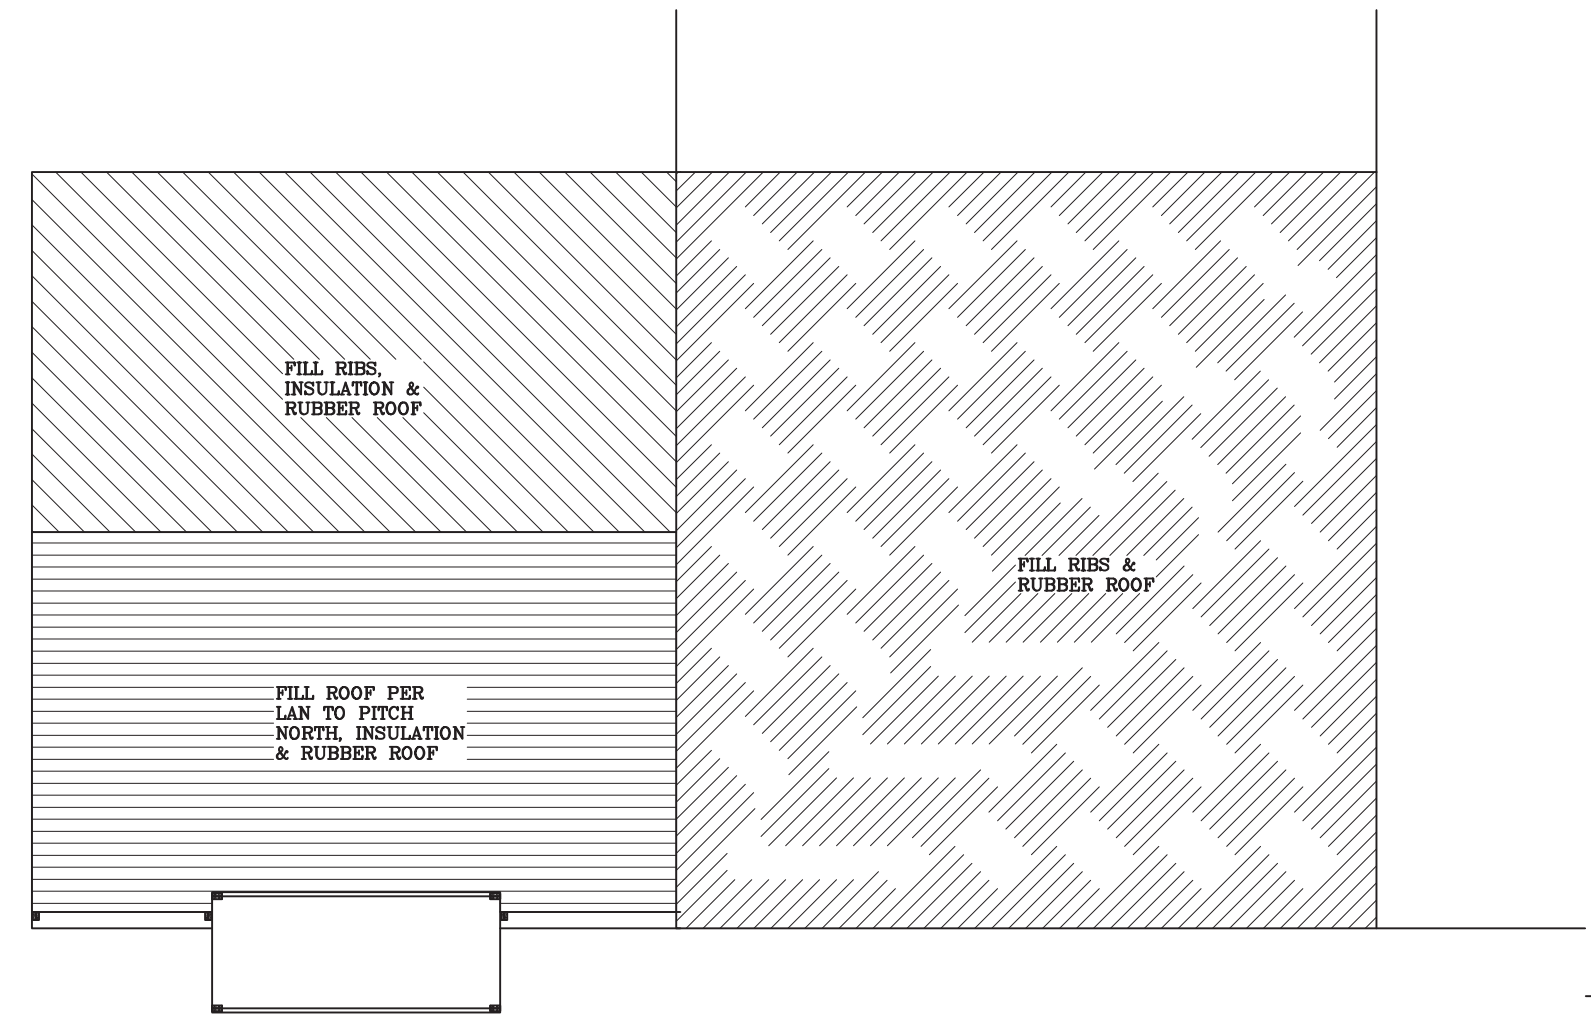 FILL RIBS,
INSULATION &
RUBBER ROOF
FILL RIBS &
RUBBER ROOF
FILL ROOF PER
LAN TO PITCH
NORTH, INSULATION
& RUBBER ROOF